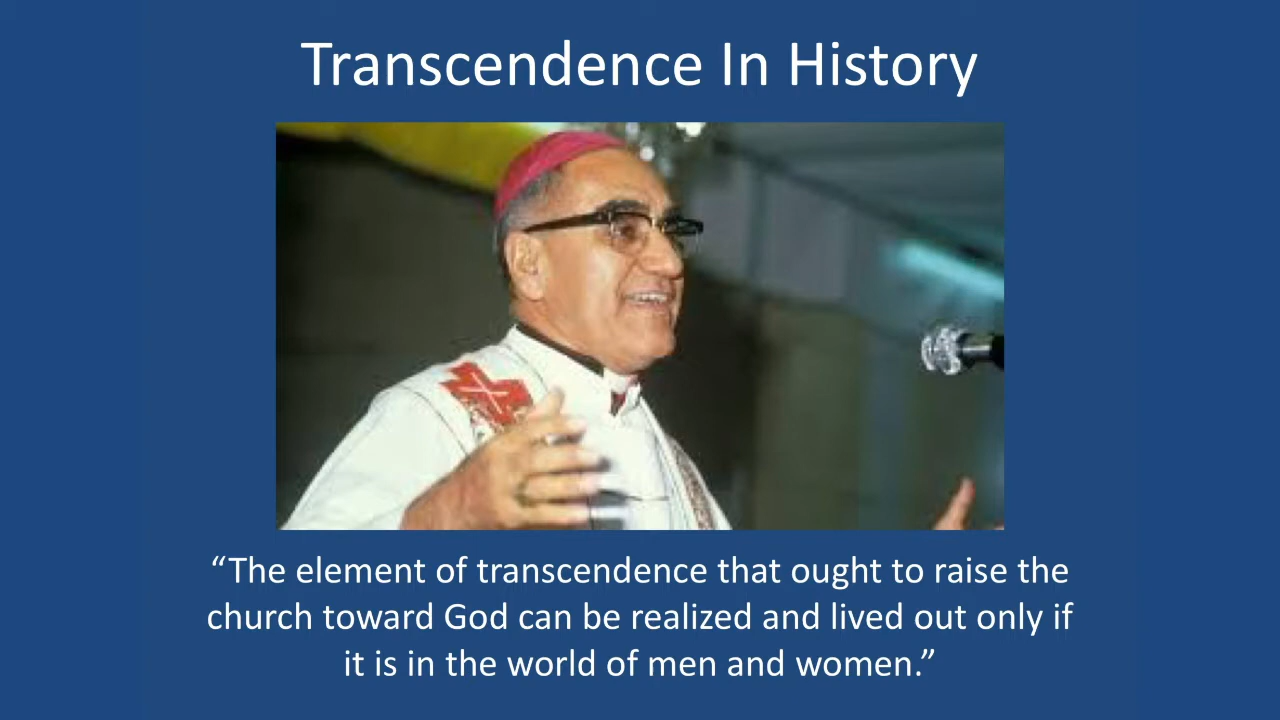 Transcendence In History
“The element of transcendence that ought to raise the
church toward God can be realized and lived out only if
it is in the world of men and women.”